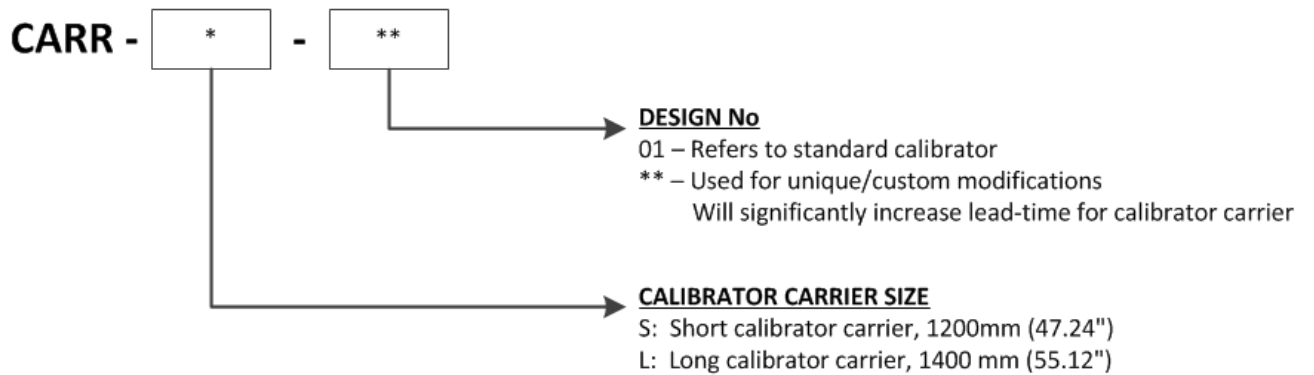 CARR - * - **
DESIGN No
01 – Refers to standard calibrator
** – Used for unique/custom modifications
Will significantly increase lead-time for calibrator carrier
CALIBRATOR CARRIER SIZE
S: Short calibrator carrier, 1200mm (47.24")
L: Long calibrator carrier, 1400 mm (55.12")